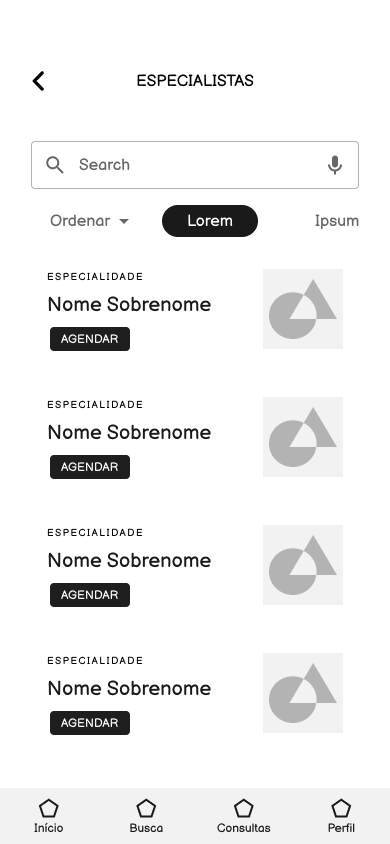 ESPECIALISTAS
Search
Ordenar Lorem Ipsum
ESPECIALIDADE
Nome Sobrenome
AGENDAR
ESPECIALIDADE
Nome Sobrenome
AGENDAR
ESPECIALIDADE
Nome Sobrenome
AGENDAR
ESPECIALIDADE
Nome Sobrenome
AGENDAR
Início Busca Consultas Perfil